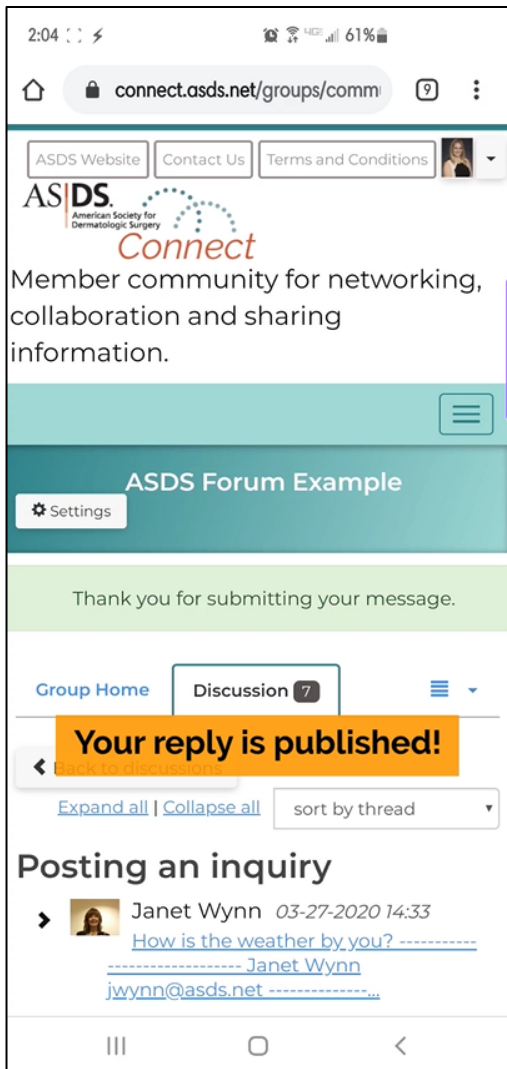 2:04
4GE 61%
connect.asds.net/groups/comm
9
ASDS Website Contact Us Terms and Conditions
AS|DS.
American Society for
Dermatologic Surgery
Connect
Member community for networking,
collaboration and sharing
information.
ASDS Forum Example
Settings
Thank you for submitting your message.
Group Home Discussion 7
Your reply is published!
Back to discussions
Expand all | Collapse all sort by thread
Posting an inquiry
Janet Wynn 03-27-2020 14:33
How is the weather by you? -----------
------------------- Janet Wynn
jwynn@asds.net --------------...